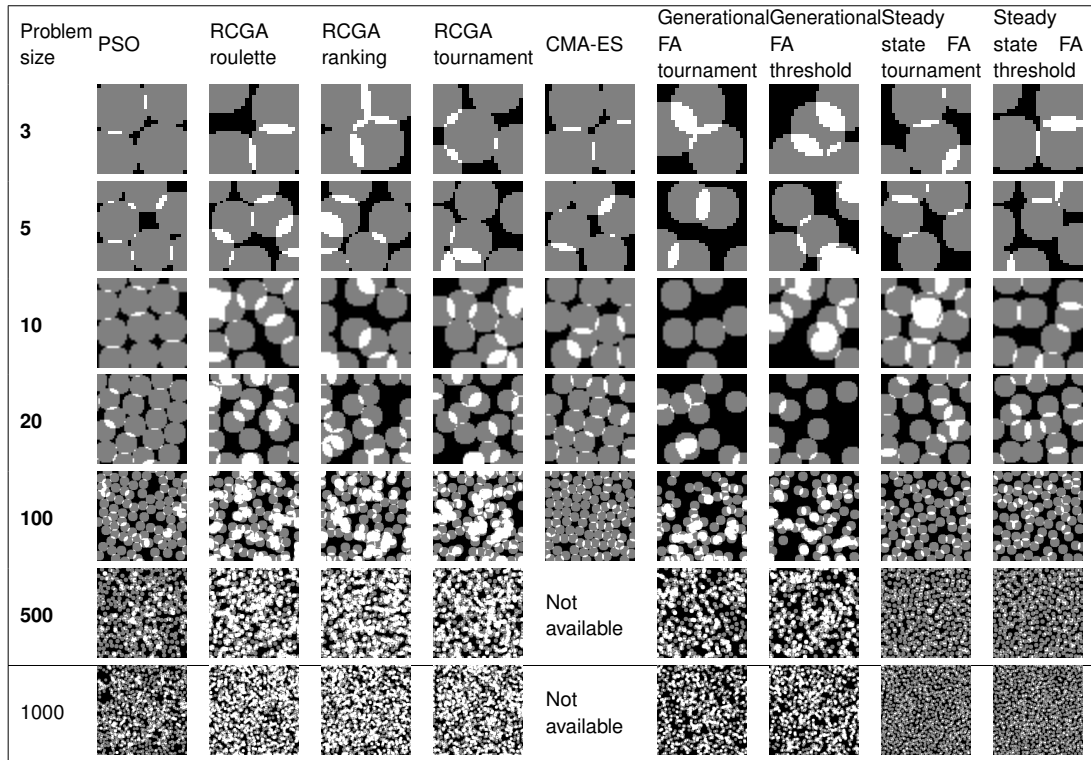 Problem size PSO RCGA roulette RCGA ranking RCGA tournament CMA-ES Generational FA tournament Generational FA threshold Steady state FA tournament Steady state FA threshold
3
5
10
20
100
500 Not available
1000 Not available